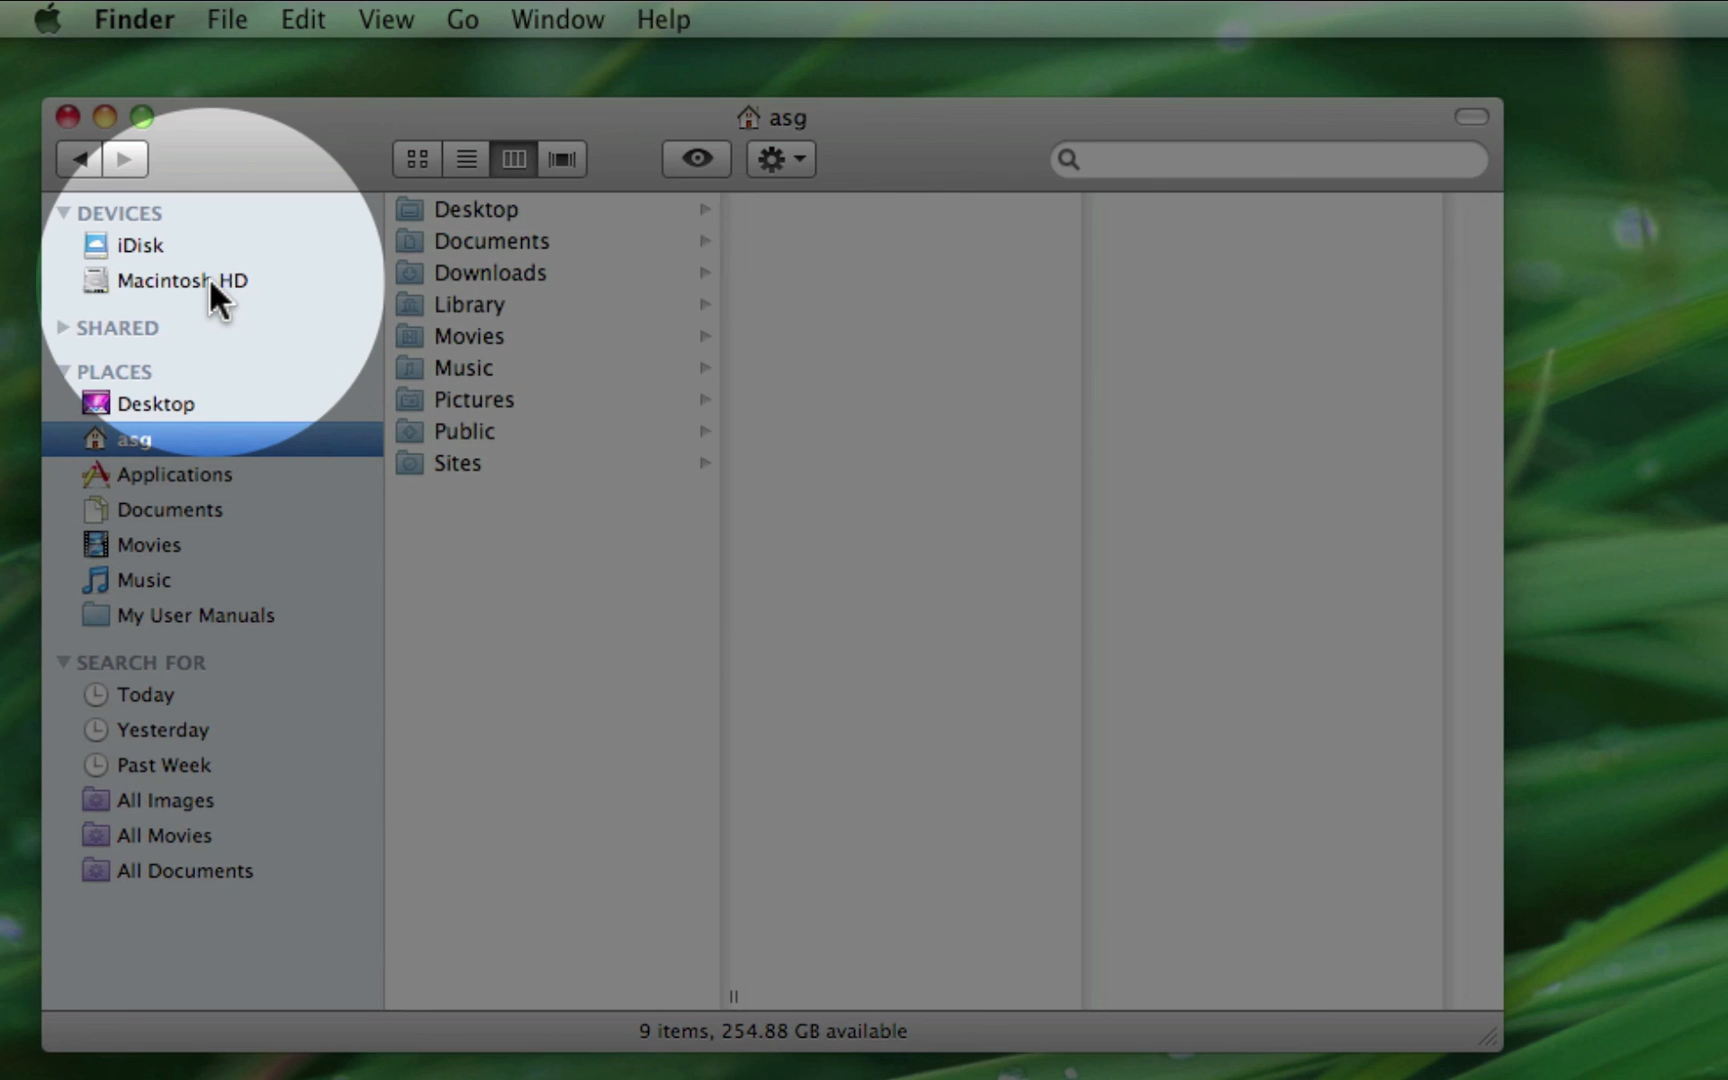 Finder File Edit View Go Window Help
asg
DEVICES
iDisk
Macintosh HD
SHARED
PLACES
Desktop
asg
Applications
Documents
Movies
Music
My User Manuals
SEARCH FOR
Today
Yesterday
Past Week
All Images
All Movies
All Documents
Desktop
Documents
Downloads
Library
Movies
Music
Pictures
Public
Sites
9 items, 254.88 GB available